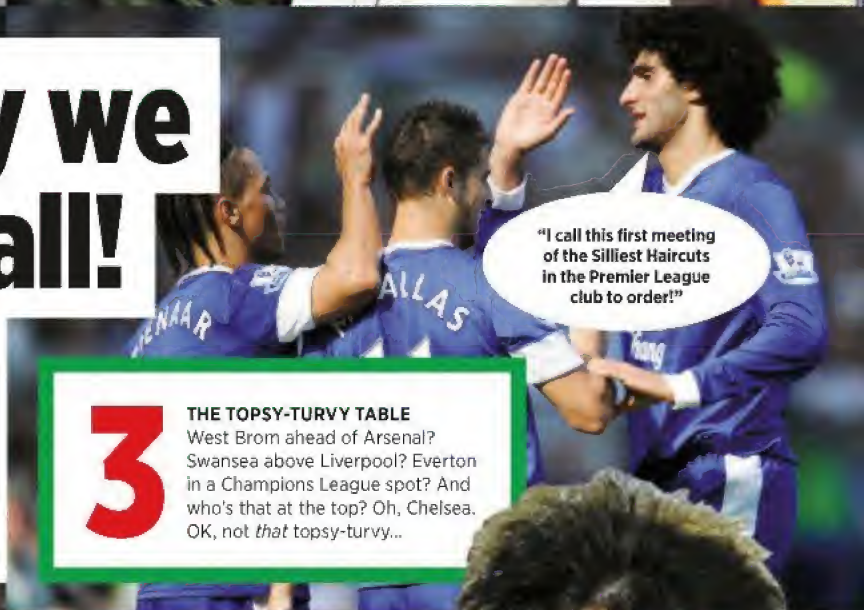 we
all!
"I call this first meeting
of the Silliest Haircuts
in the Premier League
club to order!"
ENAAR
ALLAS
11
3
THE TOPSY-TURVY TABLE
West Brom ahead of Arsenal?
Swansea above Liverpool? Everton
in a Champions League spot? And
who's that at the top? Oh, Chelsea.
OK, not that topsy-turvy...